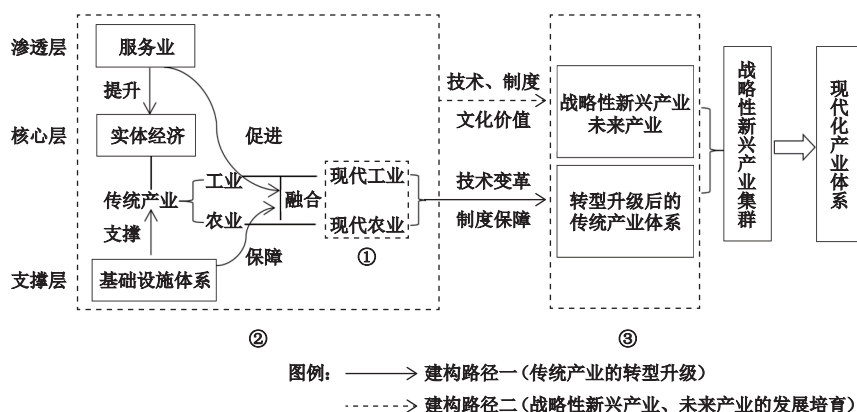 渗透层
服务业
提升
核心层
实体经济
促进
传统产业
工业
农业
融合
现代工业
现代农业
①
支撑
保障
支撑层
基础设施体系
②
技术、制度
文化价值
技术变革
制度保障
战略性新兴产业
未来产业
转型升级后的
传统产业体系
③
战略性新兴产业集群
现代化产业体系
图例:
建构路径一(传统产业的转型升级)
建构路径二(战略性新兴产业、未来产业的发展培育)